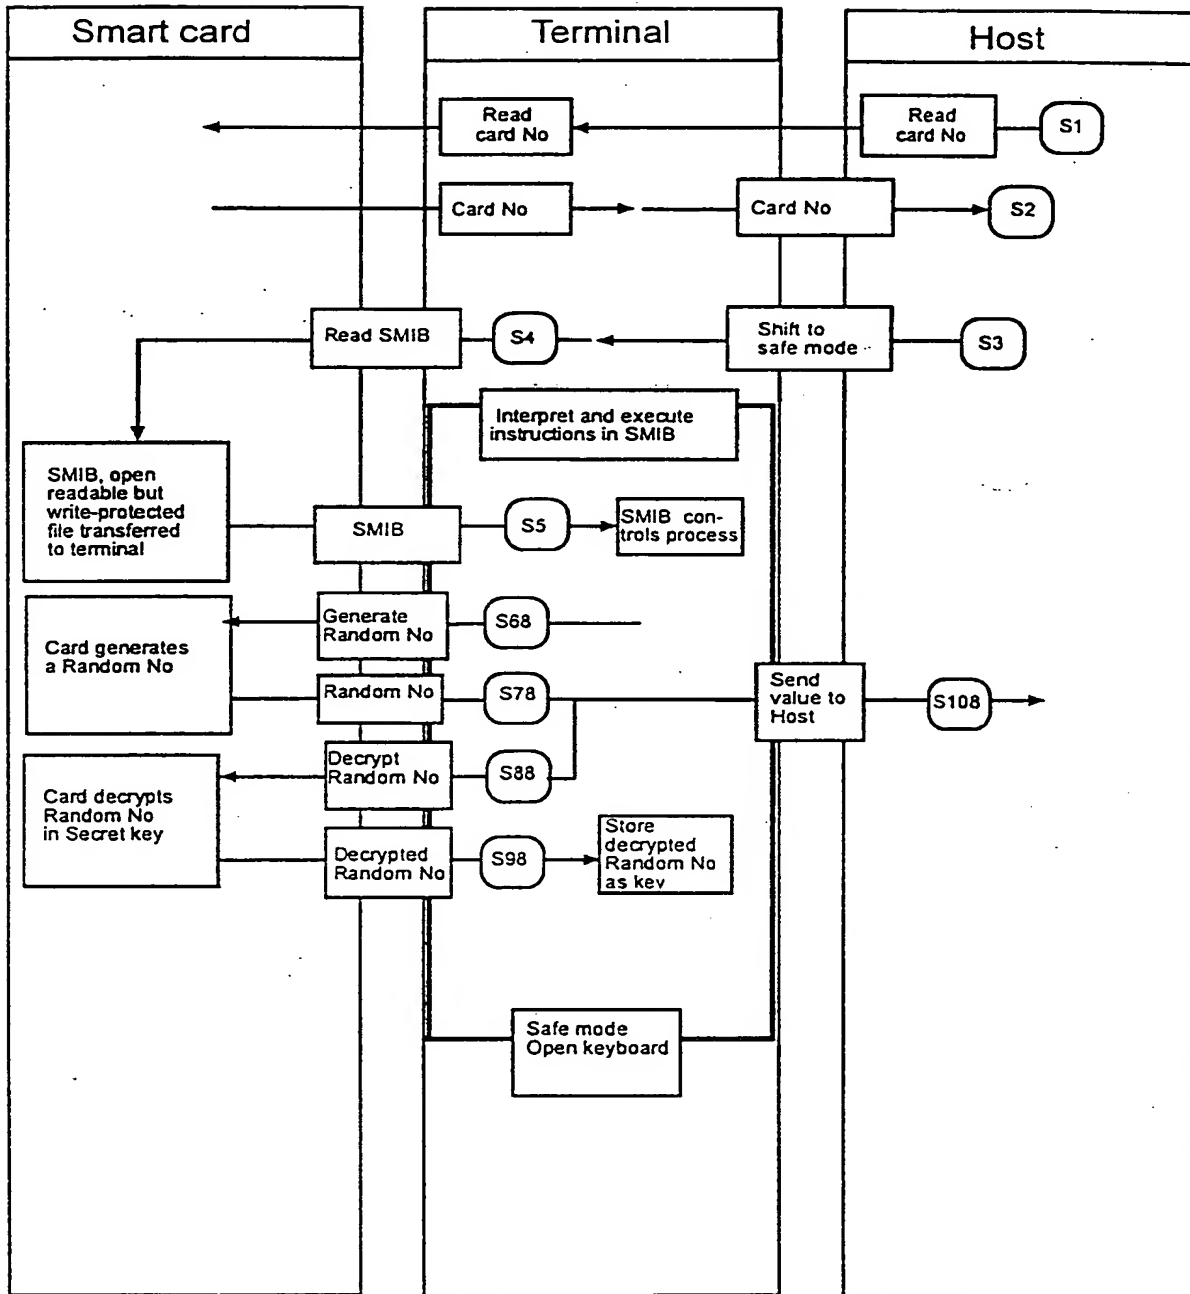 Smart card
Terminal
Host
Read
card No
Read
card No
S1
Card No
Card No
S2
Read SMIB
S4
Shift to
safe mode
S3
Interpret and execute
instructions in SMIB
SMIB, open
readable but
write-protected
file transferred
to terminal
SMIB
S5
SMIB con-
trols process
Card generates
a Random No
Generate
Random No
S68
Random No
S78
Send
value to
Host
S108
Card decrypts
Random No
in Secret key
Decrypt
Random No
S88
Decrypted
Random No
S98
Store
decrypted
Random No
as key
Safe mode
Open keyboard